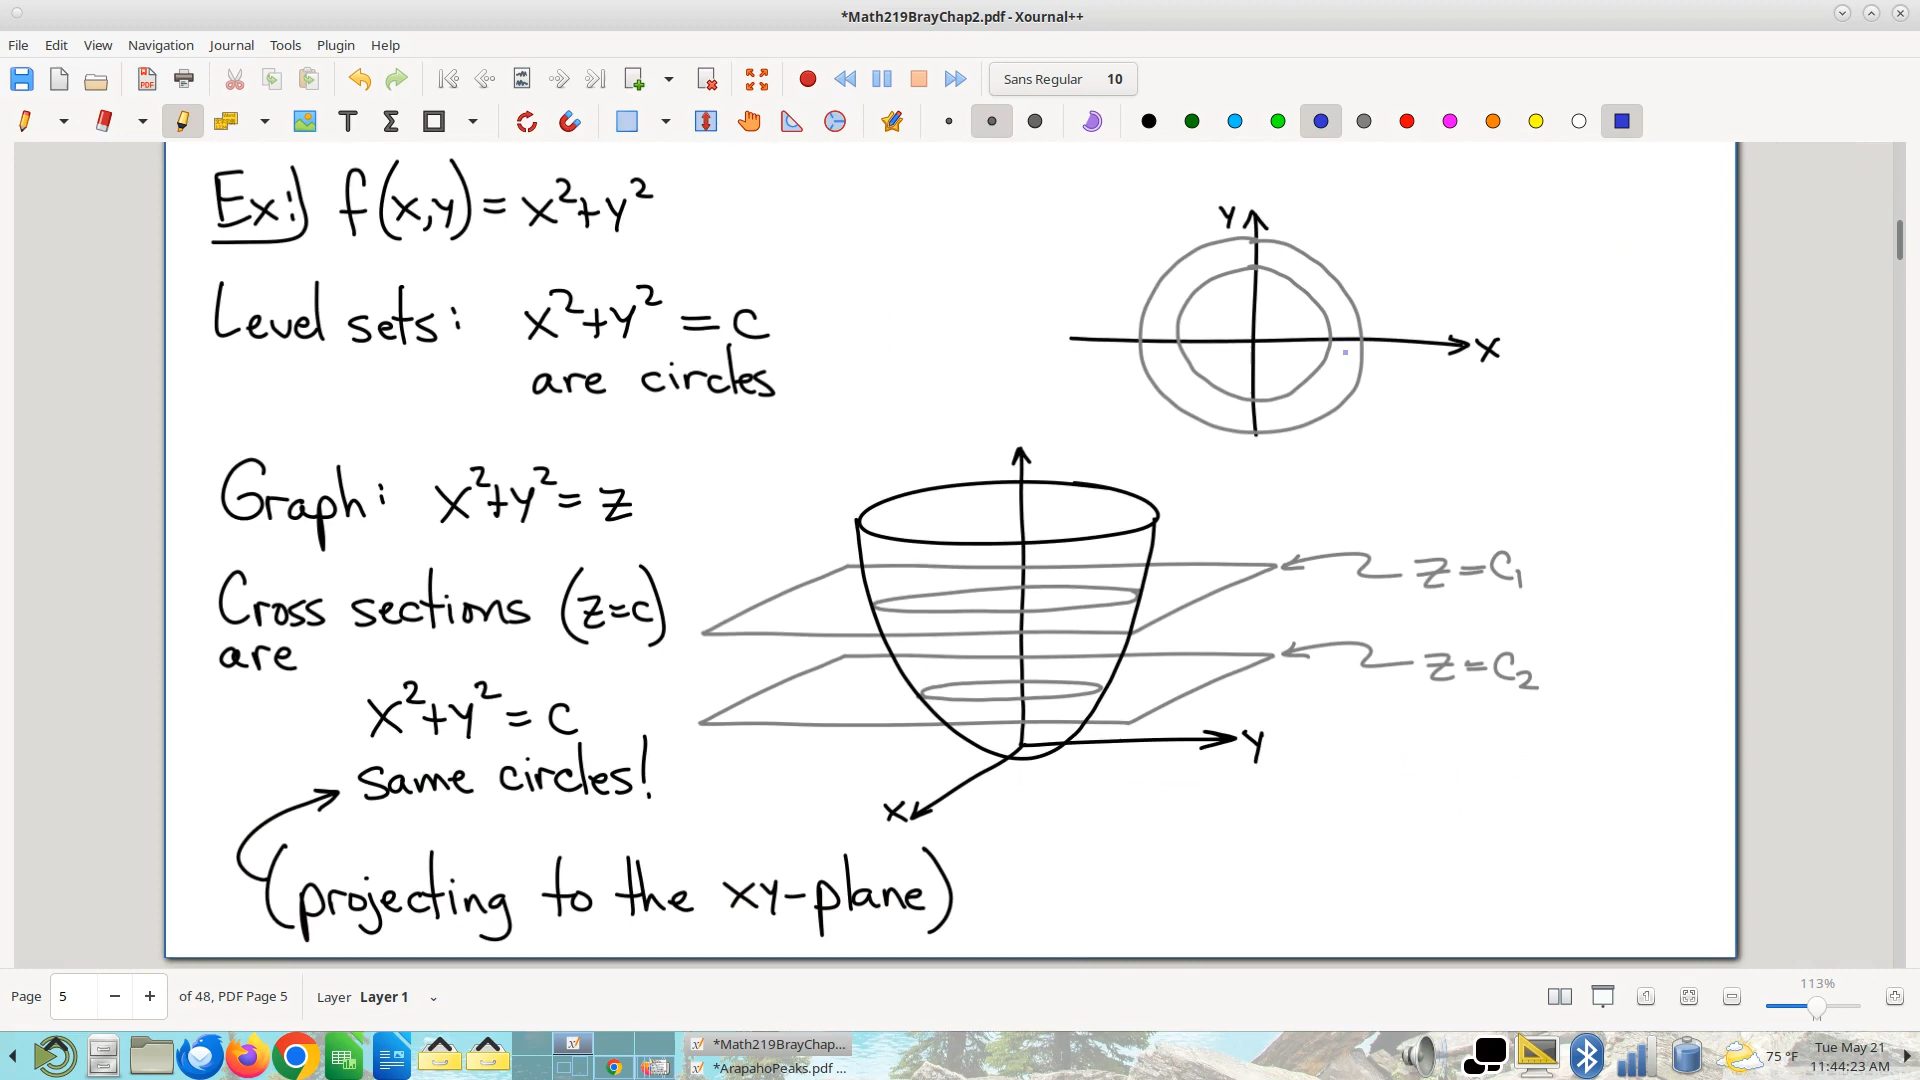 *Math219BrayChap2.pdf - Xournal++
File Edit View Navigation Journal Tools Plugin Help
Sans Regular 10
Ex:) f(x,y) = x²+y²
Level sets: x²+y² = c
are circles
Y
X
Graph: x²+y² = z
Cross sections (z=c)
are
x²+y² = c
same circles!
(projecting to the xy-plane)
z = c₁
z = c₂
Y
X
Page 5 of 48, PDF Page 5 Layer Layer 1
113%
*Math219BrayChap...
*ArapahoPeaks.pdf ...
75 °F
Tue May 21
11:44:23 AM